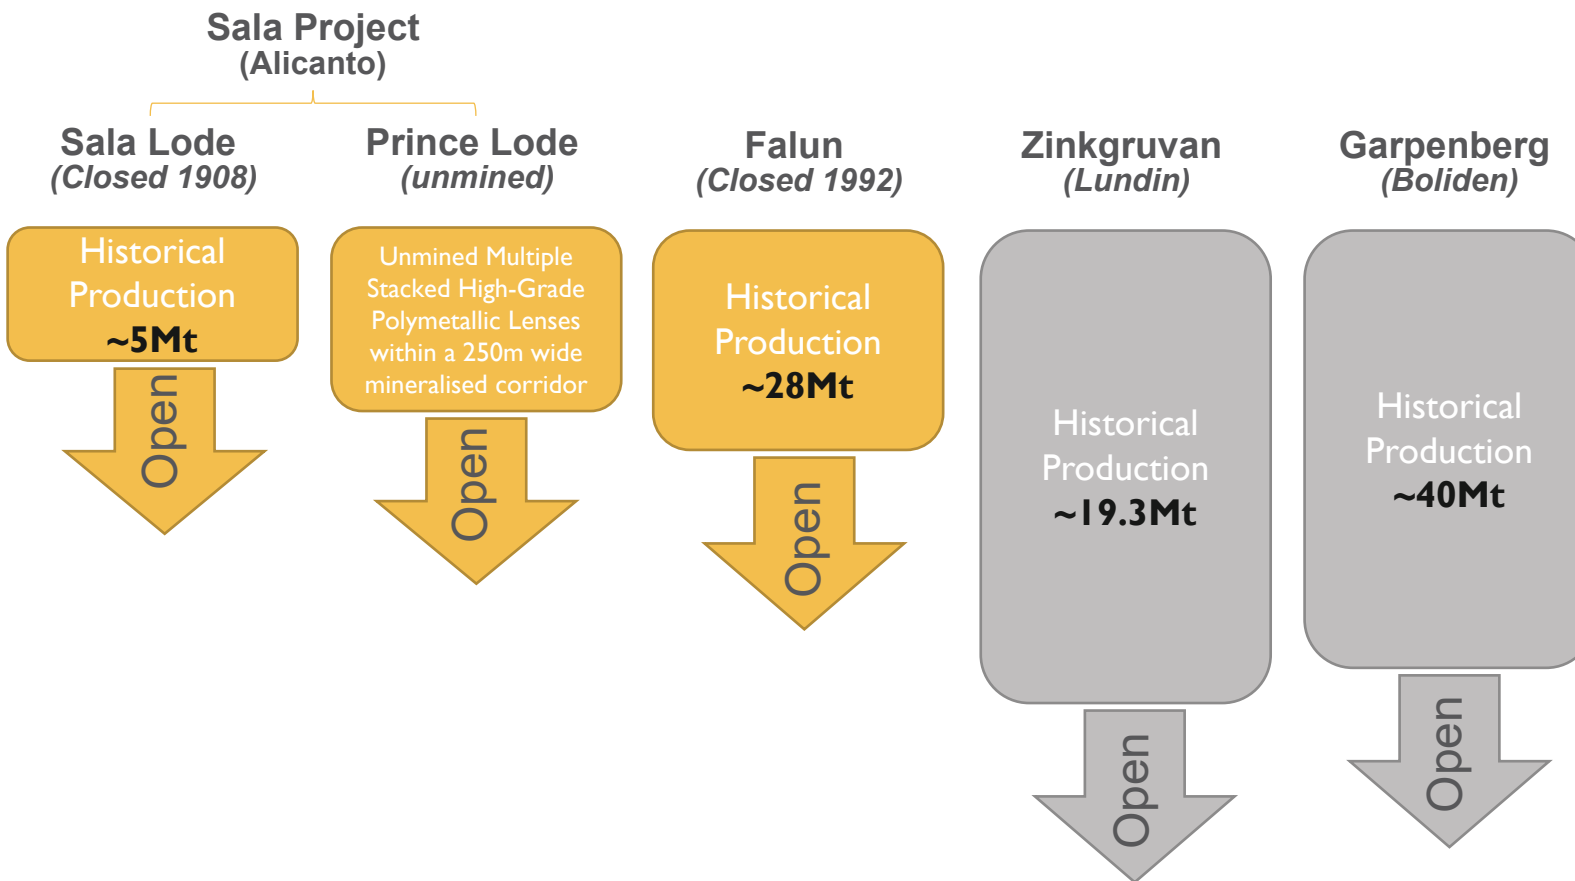 Sala Project
(Alicanto)
Sala Lode
(Closed 1908)
Historical
Production
~5Mt
Open
Prince Lode
(unmined)
Unmined Multiple
Stacked High-Grade
Polymetallic Lenses
within a 250m wide
mineralised corridor
Open
Falun
(Closed 1992)
Historical
Production
~28Mt
Open
Zinkgruvan
(Lundin)
Historical
Production
~19.3Mt
Open
Garpenberg
(Boliden)
Historical
Production
~40Mt
Open